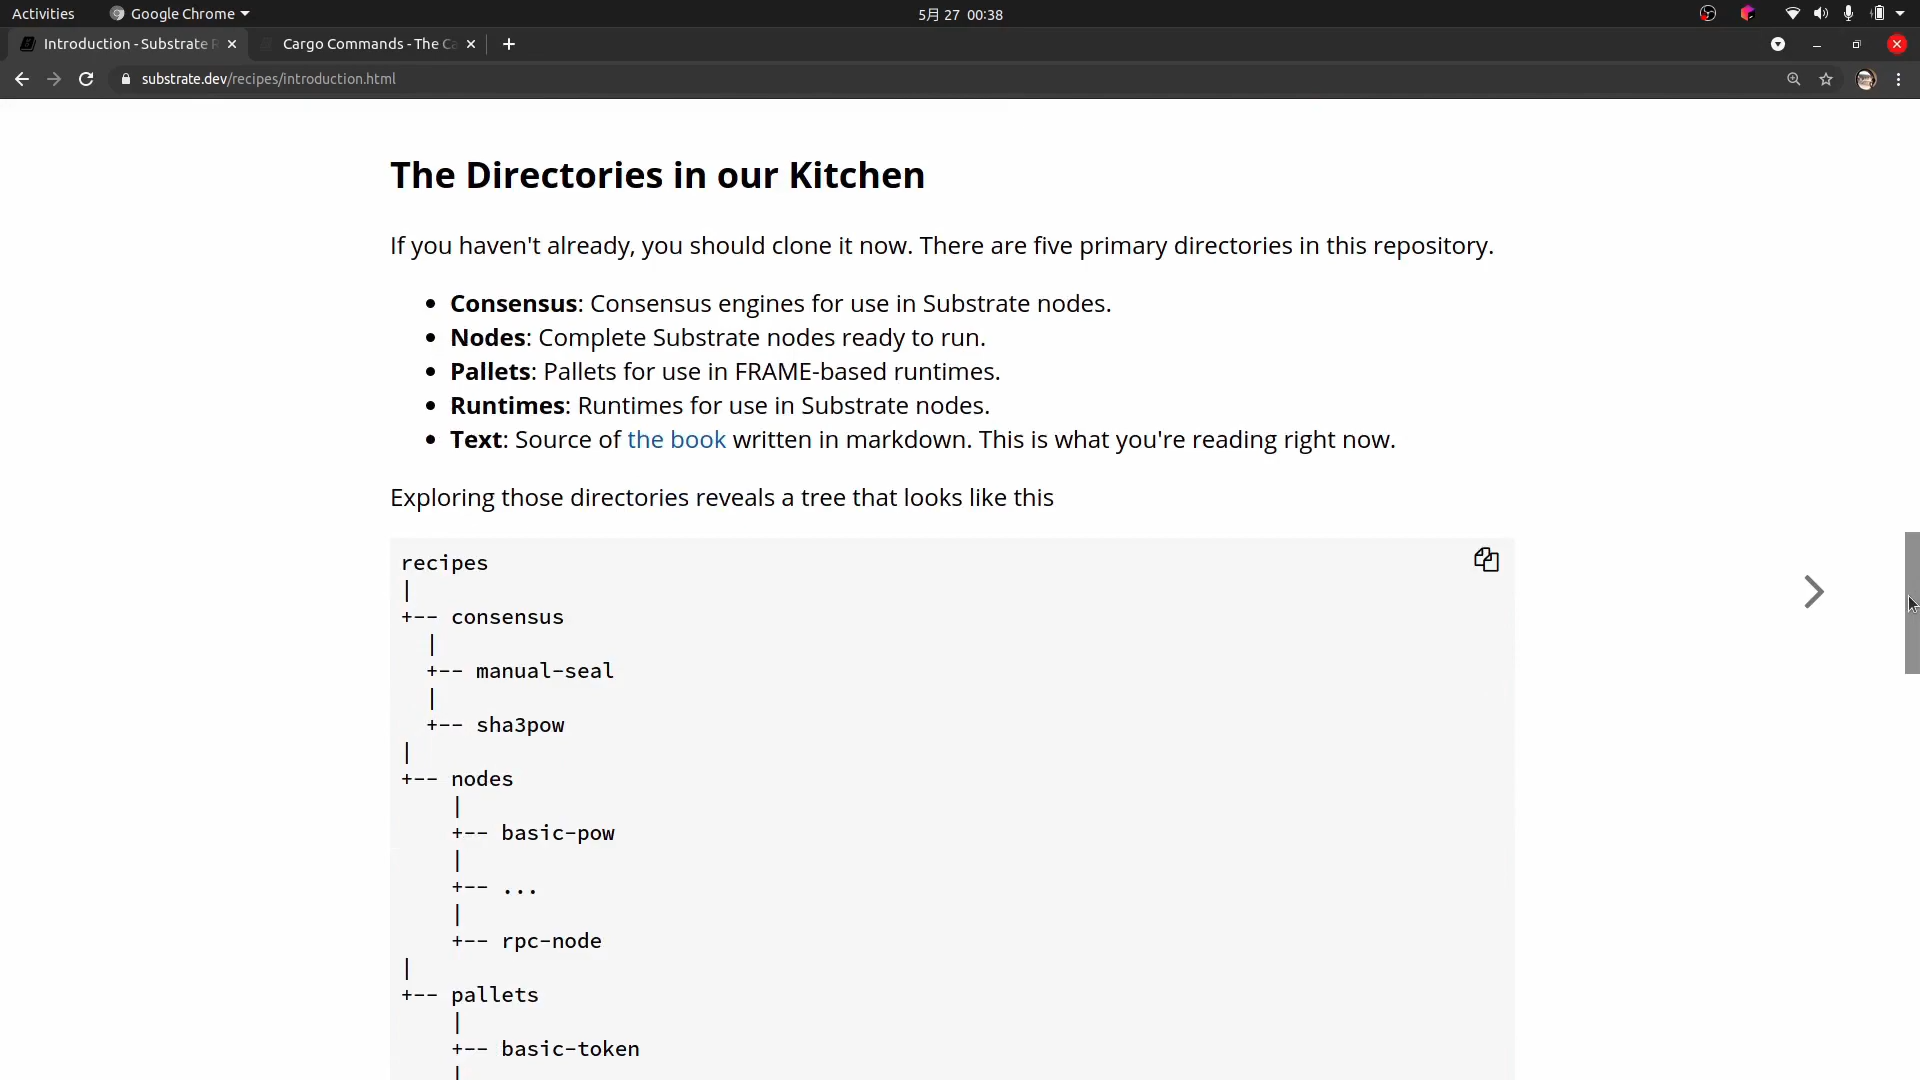 Activities
Google Chrome
5月 27 00:38
Introduction - Substrate R
Cargo Commands - The Ca
substrate.dev/recipes/introduction.html
The Directories in our Kitchen
If you haven't already, you should clone it now. There are five primary directories in this repository.
• Consensus: Consensus engines for use in Substrate nodes.
• Nodes: Complete Substrate nodes ready to run.
• Pallets: Pallets for use in FRAME-based runtimes.
• Runtimes: Runtimes for use in Substrate nodes.
• Text: Source of the book written in markdown. This is what you're reading right now.
Exploring those directories reveals a tree that looks like this
recipes
|
+-- consensus
|
+-- manual-seal
|
+-- sha3pow
|
+-- nodes
|
+-- basic-pow
|
+-- ...
|
+-- rpc-node
|
+-- pallets
|
+-- basic-token
|